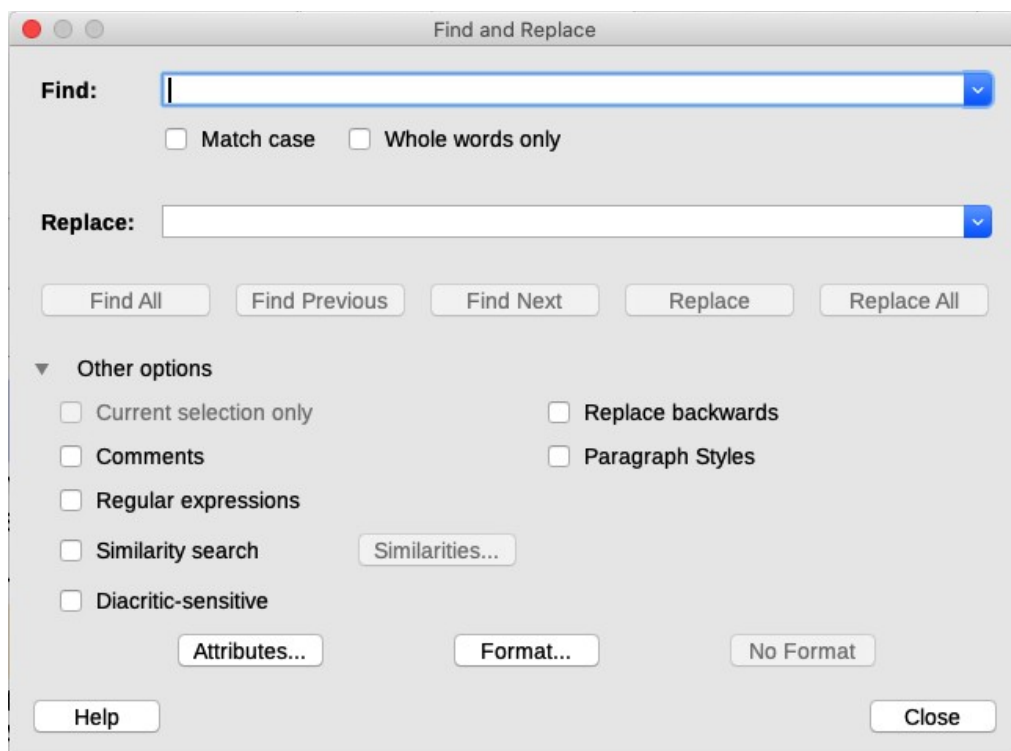 Find and Replace
Find:
Match case Whole words only
Replace:
Find All Find Previous Find Next Replace Replace All
Other options
Current selection only Replace backwards
Comments Paragraph Styles
Regular expressions
Similarity search Similarities...
Diacritic-sensitive
Attributes... Format... No Format
Help Close